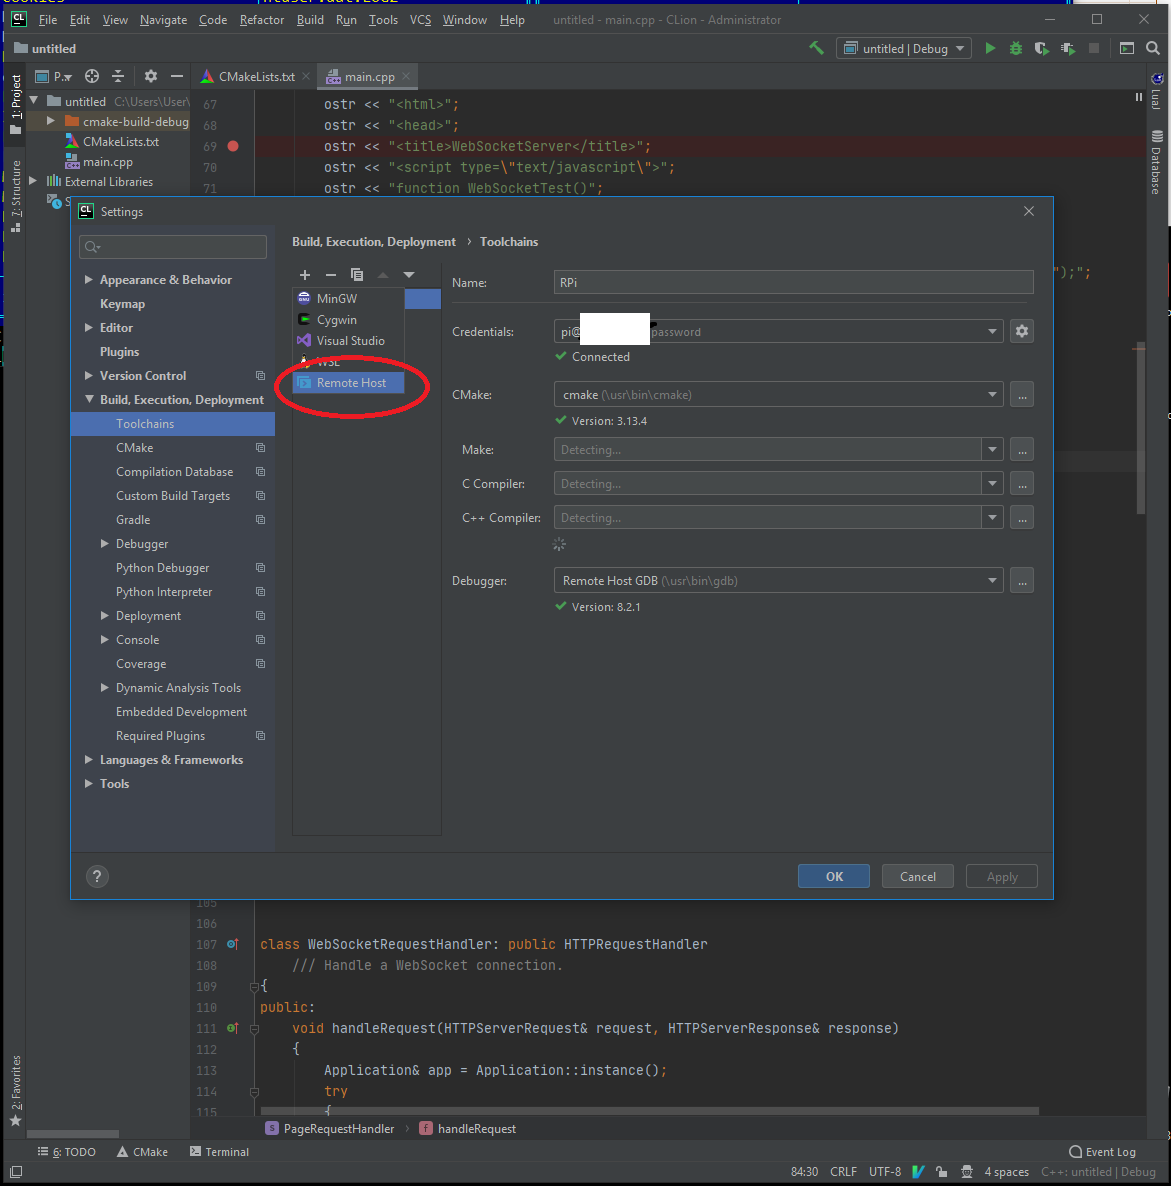 CL File Edit View Navigate Code Refactor Build Run Tools VCS Window Help untitled - main.cpp - CLion - Administrator
untitled
untitled | Debug
1: Project
P..
CMakeLists.txt
main.cpp
untitled C:\Users\User\
cmake-build-debug
CMakeLists.txt
main.cpp
External Libraries
7: Structure
Luar
Database
67 ostr << "<html>";
68 ostr << "<head>";
69 ostr << "<title>WebSocketServer</title>";
70 ostr << "<script type=\"text/javascript\">";
71 ostr << "function WebSocketTest()";
");";
CL Settings
Appearance & Behavior
Keymap
Editor
Plugins
Version Control
Build, Execution, Deployment
Toolchains
CMake
Compilation Database
Custom Build Targets
Gradle
Debugger
Python Debugger
Python Interpreter
Deployment
Console
Coverage
Dynamic Analysis Tools
Embedded Development
Required Plugins
Languages & Frameworks
Tools
Build, Execution, Deployment › Toolchains
MinGW
Cygwin
Visual Studio
WSL
Remote Host
Name: RPi
Credentials: pi@ password
Connected
CMake: cmake (\usr\bin\cmake) ...
Version: 3.13.4
Make: Detecting... ...
C Compiler: Detecting... ...
C++ Compiler: Detecting... ...
Debugger: Remote Host GDB (\usr\bin\gdb) ...
Version: 8.2.1
? OK Cancel Apply
105
106
107 class WebSocketRequestHandler: public HTTPRequestHandler
108 /// Handle a WebSocket connection.
109 {
110 public:
111 void handleRequest(HTTPServerRequest& request, HTTPServerResponse& response)
112 {
113 Application& app = Application::instance();
114 try
115 {
2: Favorites
S PageRequestHandler › f handleRequest
6: TODO CMake Terminal Event Log
84:30 CRLF UTF-8 4 spaces C++: untitled | Debug